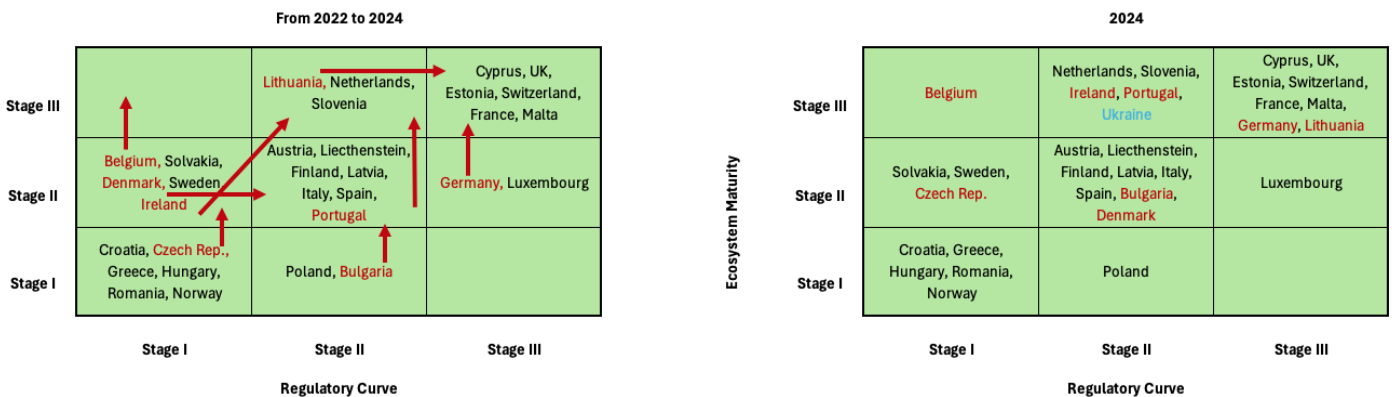 From 2022 to 2024
Stage III
Lithuania, Netherlands,
Slovenia
Cyprus, UK,
Estonia, Switzerland,
France, Malta
Stage II
Belgium, Solvakia,
Denmark, Sweden
Ireland
Austria, Liecthenstein,
Finland, Latvia,
Italy, Spain,
Portugal
Germany, Luxembourg
Stage I
Croatia, Czech Rep.,
Greece, Hungary,
Romania, Norway
Poland, Bulgaria
Stage I
Stage II
Stage III
Regulatory Curve
2024
Ecosystem Maturity
Stage III
Belgium
Netherlands, Slovenia,
Ireland, Portugal,
Ukraine
Cyprus, UK,
Estonia, Switzerland,
France, Malta,
Germany, Lithuania
Stage II
Solvakia, Sweden,
Czech Rep.
Austria, Liecthenstein,
Finland, Latvia, Italy,
Spain, Bulgaria,
Denmark
Luxembourg
Stage I
Croatia, Greece,
Hungary, Romania,
Norway
Poland
Stage I
Stage II
Stage III
Regulatory Curve